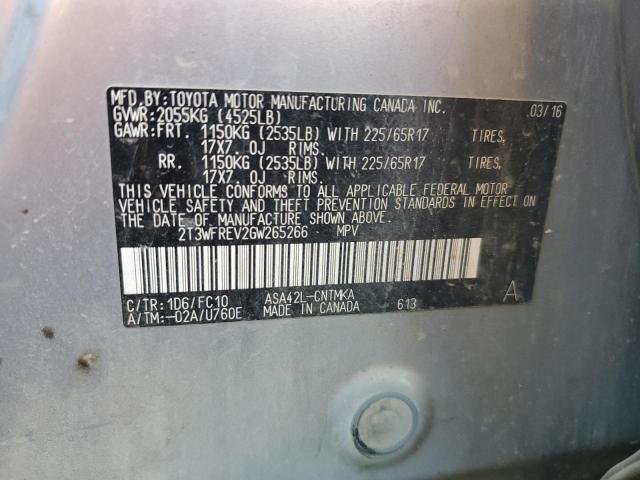 MFD.BY:TOYOTA MOTOR MANUFACTURING CANADA INC. 03/16
GVWR:2055KG (4525LB)
GAWR:FRT. 1150KG (2535LB) WITH 225/65R17 TIRES,
17X7.0J RIMS.
RR. 1150KG (2535LB) WITH 225/65R17 TIRES,
17X7.0J RIMS.
THIS VEHICLE CONFORMS TO ALL APPLICABLE FEDERAL MOTOR
VEHICLE SAFETY AND THEFT PREVENTION STANDARDS IN EFFECT
ON THE DATE OF MANUFACTURE SHOWN ABOVE.
2T3WFREV2GW265266 MPV
C/TR:1D6/FC10 ASA42L-CNTMKA A
A/TM:-02A/U760E MADE IN CANADA 613